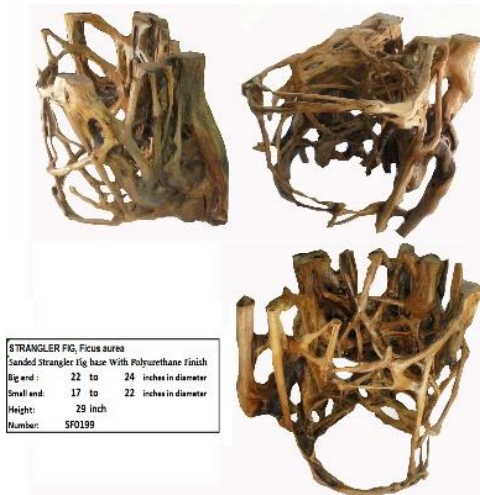 STRANGLER FIG, Ficus aurea
Sanded Strangler Fig base With Polyurethane Finish
Big end : 22 to 24 inches in diameter
Small end: 17 to 22 inches in diameter
Height: 29 inch
Number: SF0199